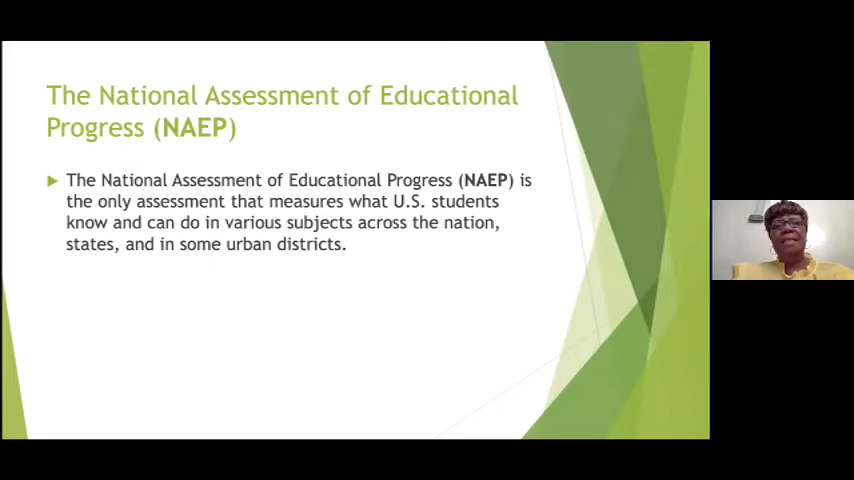 The National Assessment of Educational
Progress (NAEP)
The National Assessment of Educational Progress (NAEP) is
the only assessment that measures what U.S. students
know and can do in various subjects across the nation,
states, and in some urban districts.